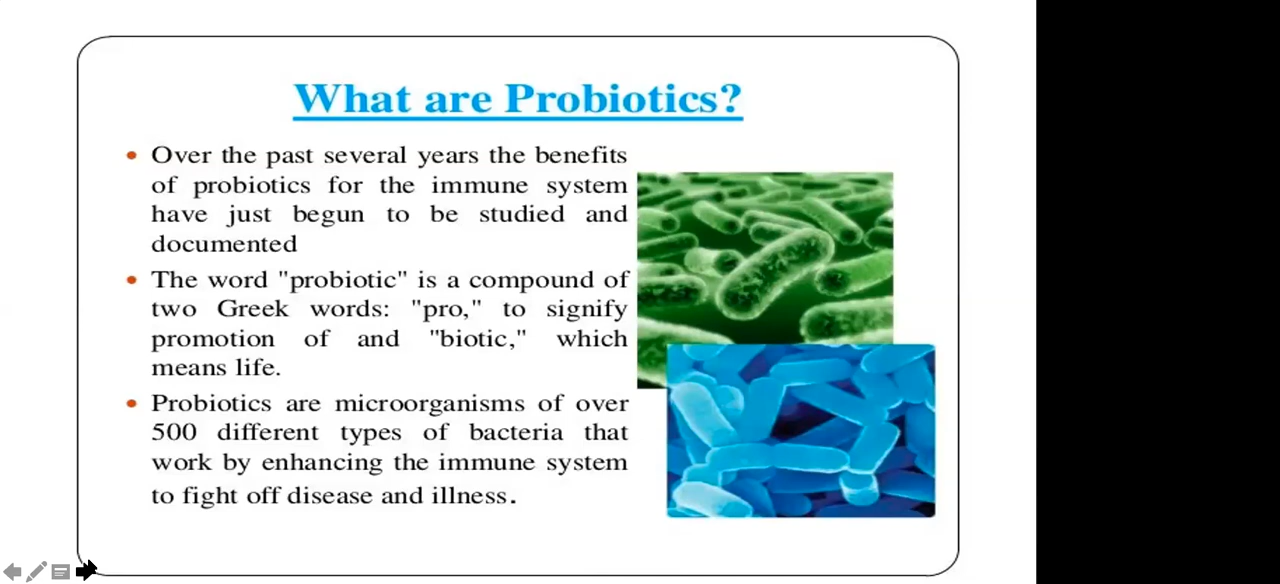 What are Probiotics?
• Over the past several years the benefits
of probiotics for the immune system
have just begun to be studied and
documented
• The word "probiotic" is a compound of
two Greek words: "pro," to signify
promotion of and "biotic," which
means life.
• Probiotics are microorganisms of over
500 different types of bacteria that
work by enhancing the immune system
to fight off disease and illness.